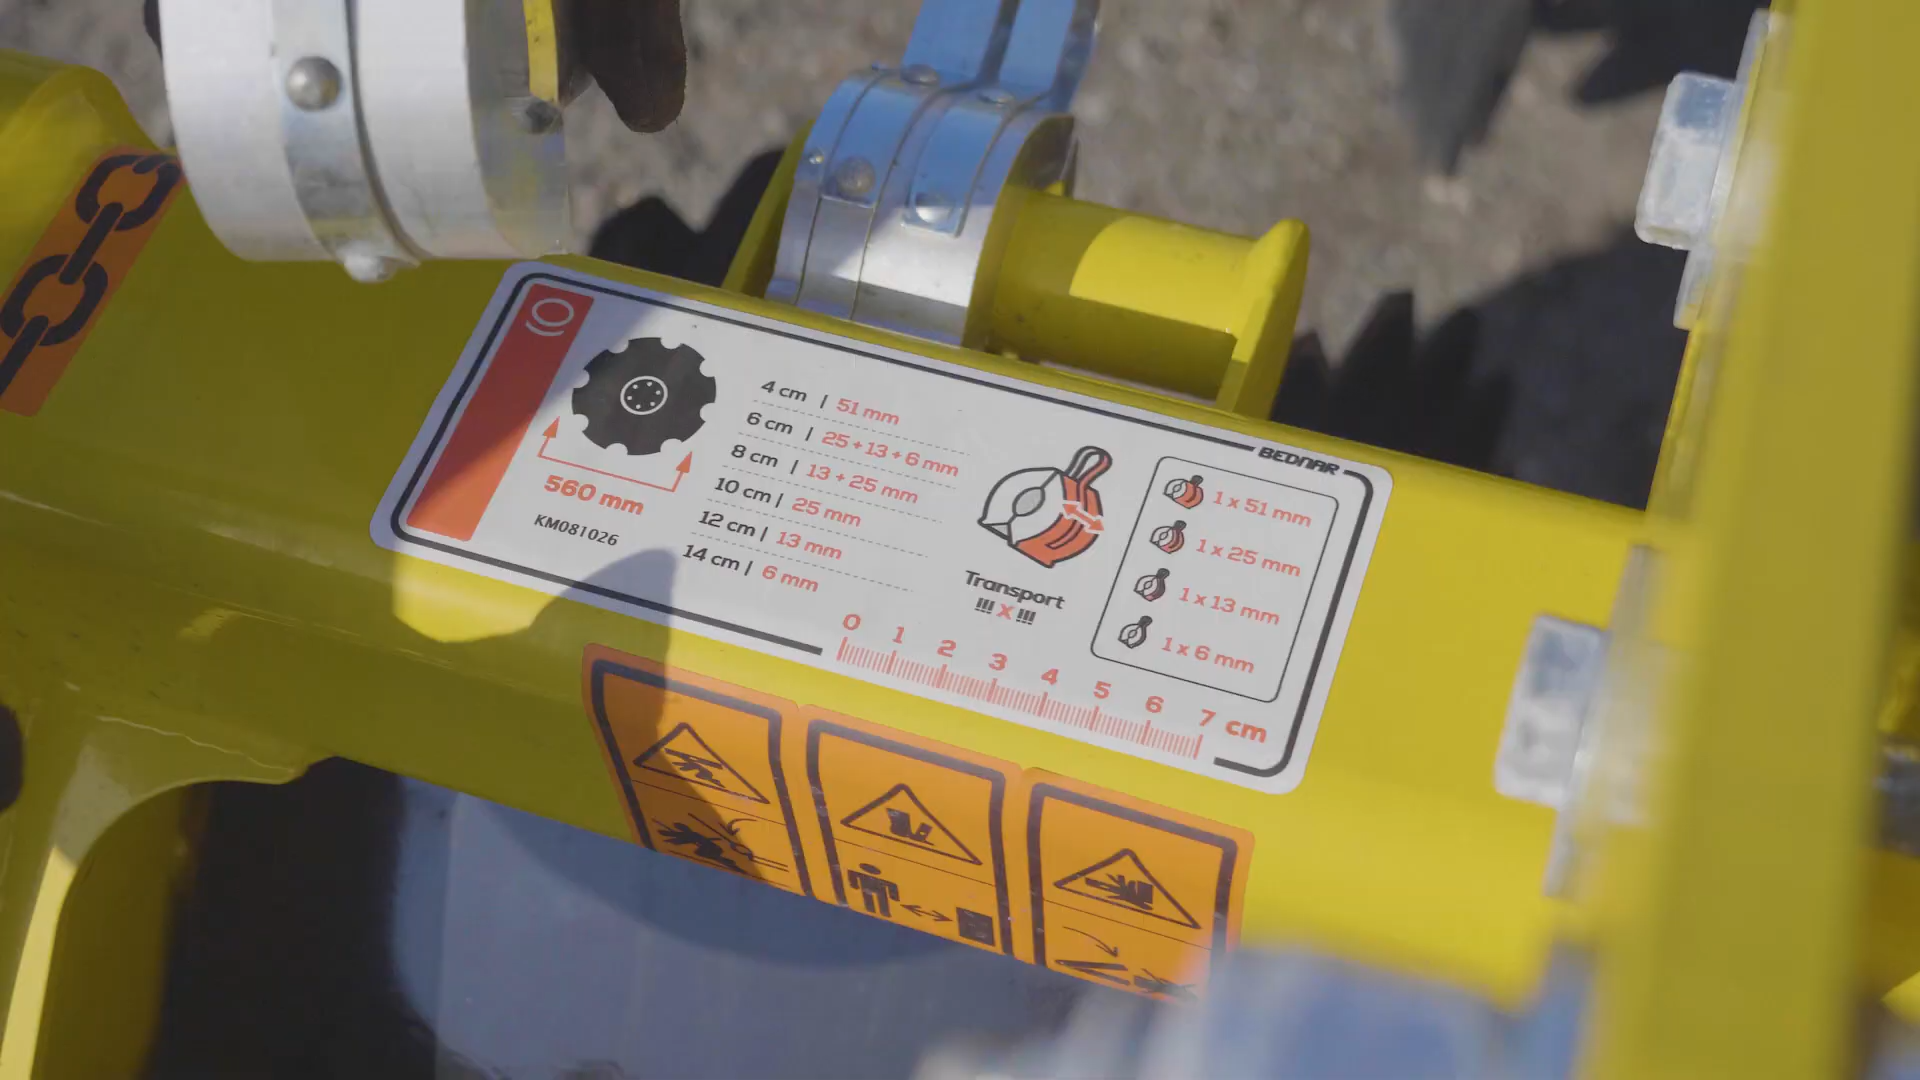 BEDNAR
560 mm
KM081026
4 cm | 51 mm
6 cm | 25 + 13 + 6 mm
8 cm | 13 + 25 mm
10 cm | 25 mm
12 cm | 13 mm
14 cm | 6 mm
Transport
!!! X !!!
1 x 51 mm
1 x 25 mm
1 x 13 mm
1 x 6 mm
0 1 2 3 4 5 6 7 cm